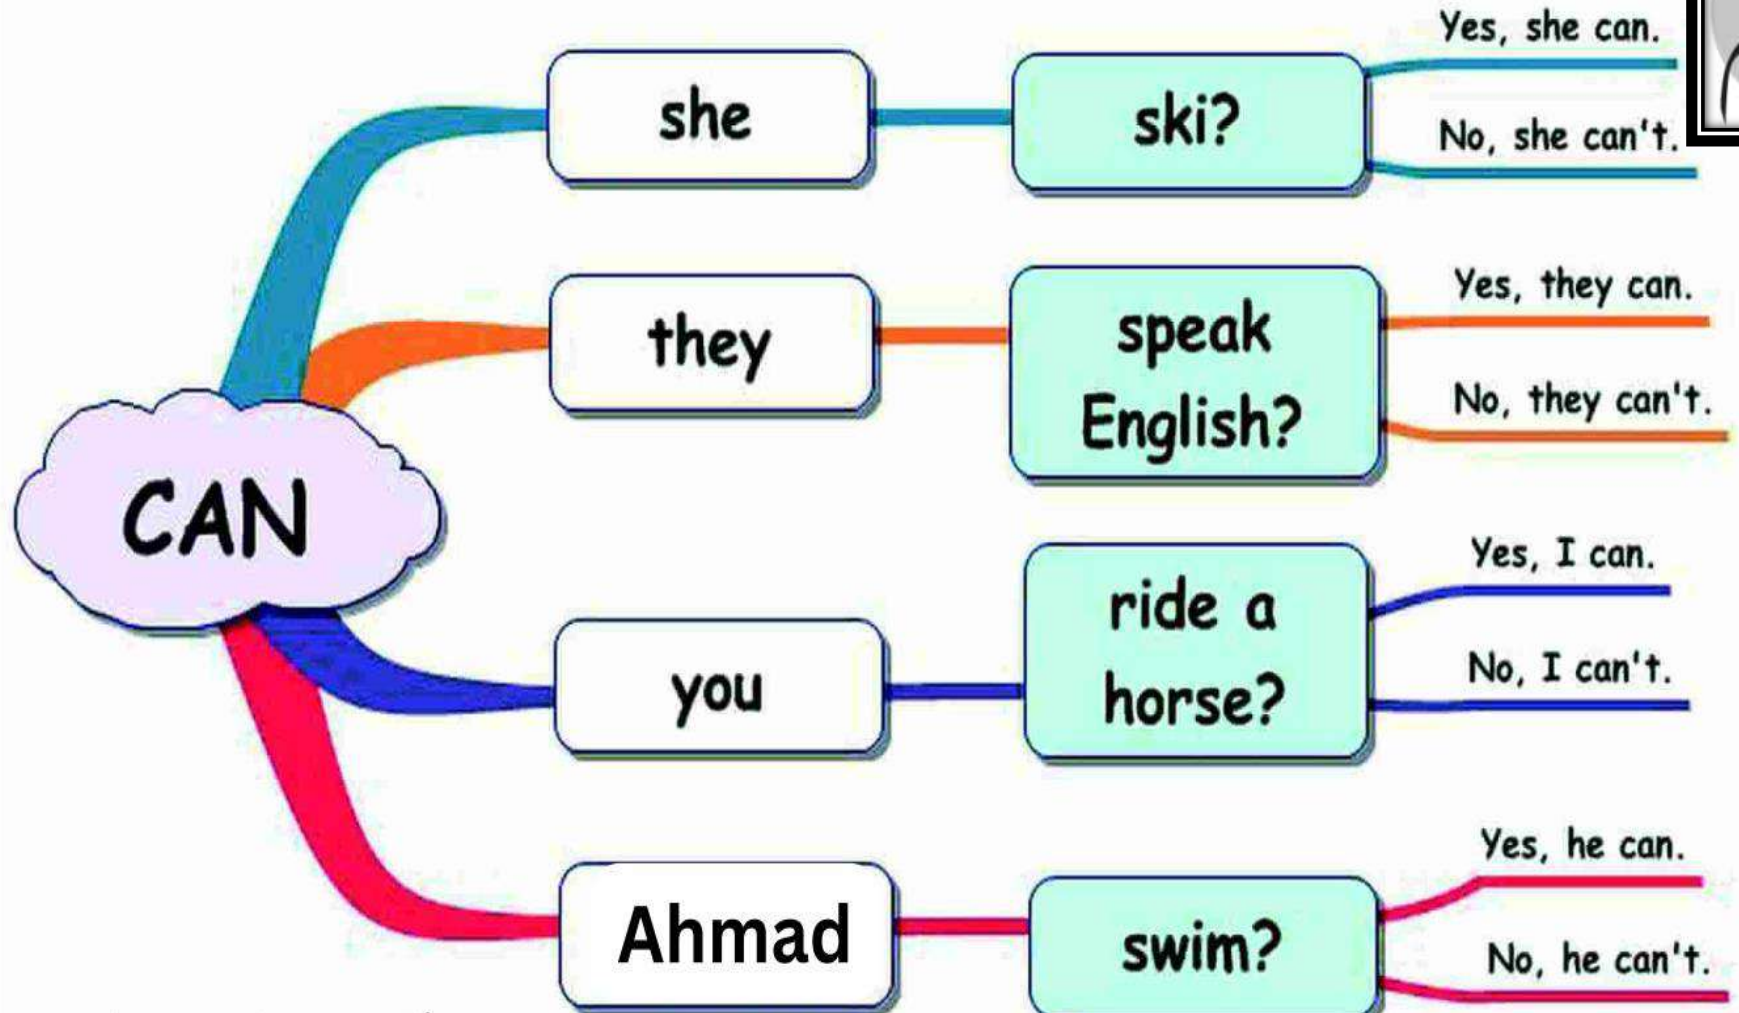 CAN
she
ski?
Yes, she can.
No, she can't.
they
speak
English?
Yes, they can.
No, they can't.
you
ride a
horse?
Yes, I can.
No, I can't.
Ahmad
swim?
Yes, he can.
No, he can't.